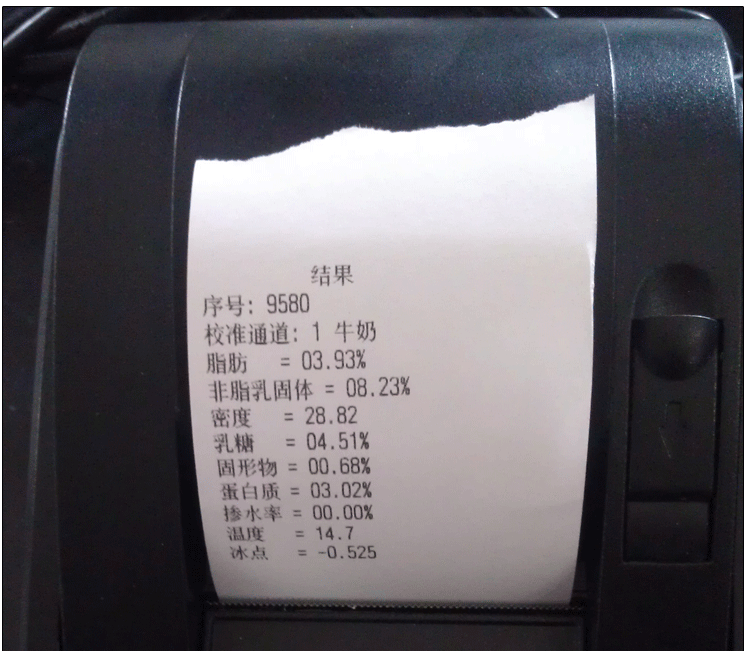 结果
序号: 9580
校准通道: 1 牛奶
脂肪 = 03.93%
非脂乳固体 = 08.23%
密度 = 28.82
乳糖 = 04.51%
固形物 = 00.68%
蛋白质 = 03.02%
掺水率 = 00.00%
温度 = 14.7
冰点 = -0.525